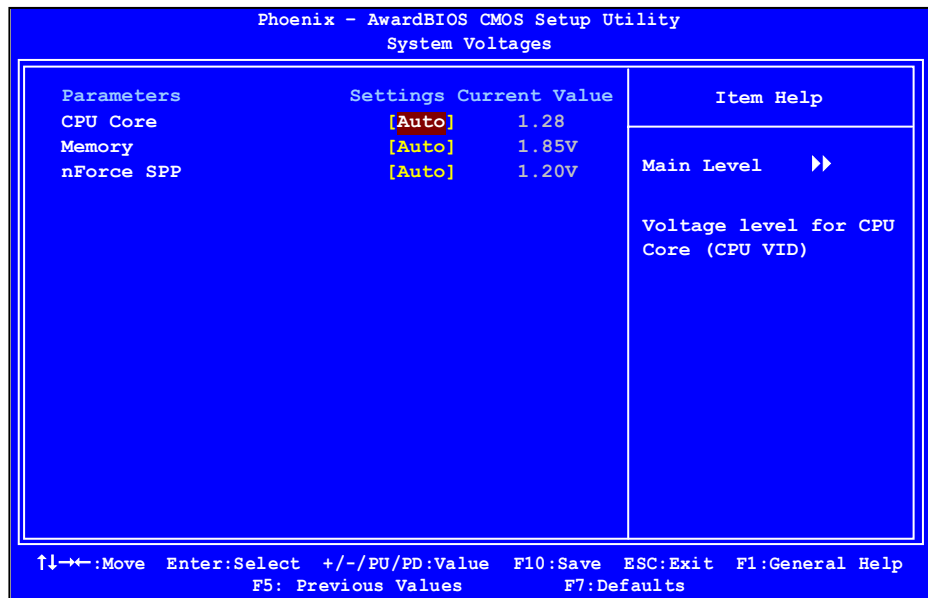 Phoenix - AwardBIOS CMOS Setup Utility
System Voltages
Parameters Settings Current Value
CPU Core [Auto] 1.28
Memory [Auto] 1.85V
nForce SPP [Auto] 1.20V
Item Help
Main Level
Voltage level for CPU
Core (CPU VID)
↑↓→←:Move Enter:Select +/-/PU/PD:Value F10:Save ESC:Exit F1:General Help
F5: Previous Values F7:Defaults